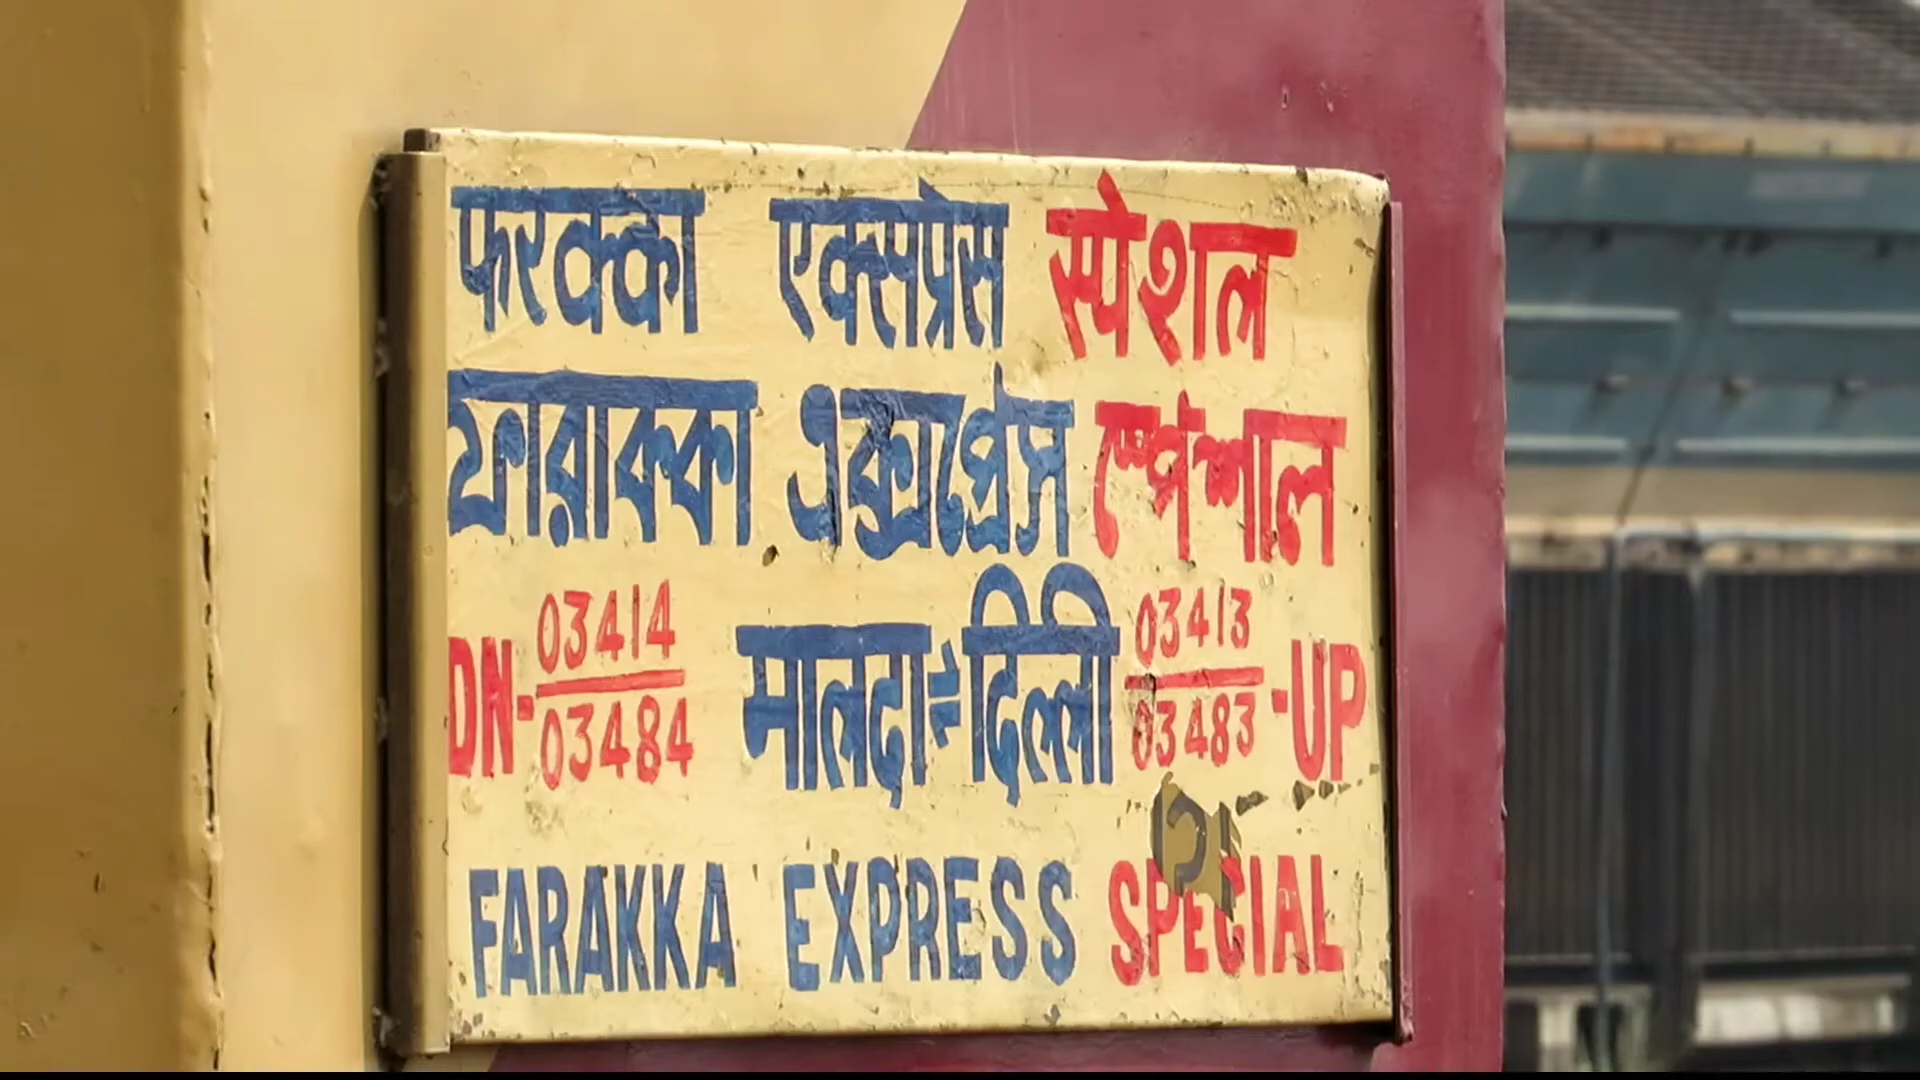 फरक्का एक्सप्रेस स्पेशल
ফারাক্কা এক্সপ্রেস স্পেশাল
DN- 03414/03484 मालदा ⇌ दिल्ली 03413/03483 -UP
FARAKKA EXPRESS SPECIAL